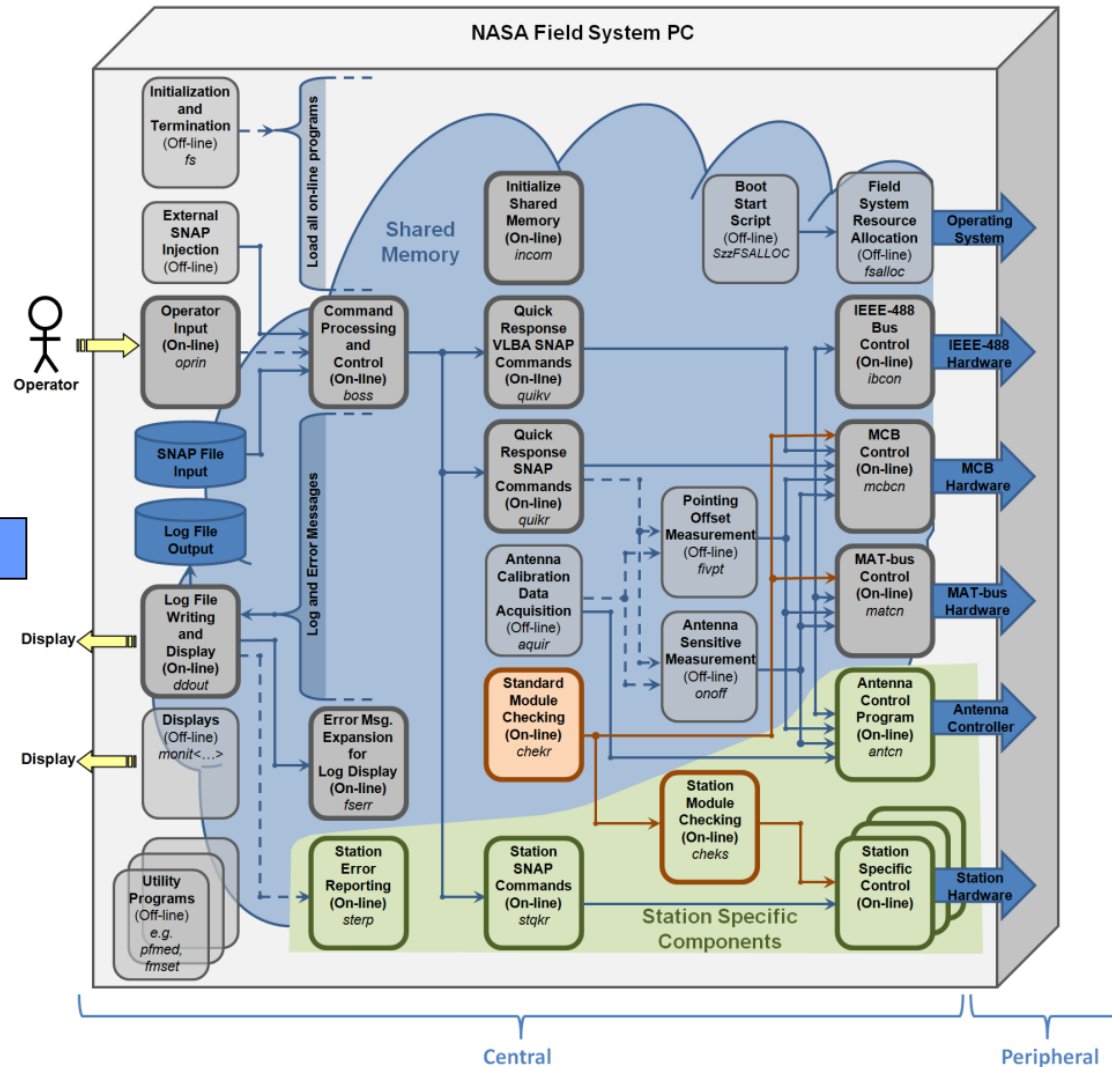 NASA Field System PC
Initialization
and
Termination
(Off-line)
fs
Load all on-line programs
External
SNAP
Injection
(Off-line)
Shared
Memory
Initialize
Shared
Memory
(On-line)
incom
Boot
Start
Script
(Off-line)
SzzFSALLOC
Field
System
Resource
Allocation
(Off-line)
fsalloc
Operating
System
Operator
Operator
Input
(On-line)
oprin
Command
Processing
and
Control
(On-line)
boss
Quick
Response
VLBA SNAP
Commands
(On-line)
quikv
IEEE-488
Bus
Control
(On-line)
ibcon
IEEE-488
Hardware
SNAP File
Input
Log File
Output
Log and Error Messages
Quick
Response
SNAP
Commands
(On-line)
quikr
MCB
Control
(On-line)
mcbcn
MCB
Hardware
Pointing
Offset
Measurement
(Off-line)
fivpt
Antenna
Calibration
Data
Acquisition
(Off-line)
aquir
MAT-bus
Control
(On-line)
matcn
MAT-bus
Hardware
Display
Log File
Writing
and
Display
(On-line)
ddout
Antenna
Sensitive
Measurement
(Off-line)
onoff
Standard
Module
Checking
(On-line)
chekr
Antenna
Control
Program
(On-line)
antcn
Antenna
Controller
Display
Displays
(Off-line)
monit<...>
Error Msg.
Expansion
for
Log Display
(On-line)
fserr
Station
Module
Checking
(On-line)
cheks
Utility
Programs
(Off-line)
e.g.
pfmed,
fmset
Station
Error
Reporting
(On-line)
sterp
Station
SNAP
Commands
(On-line)
stqkr
Station Specific
Components
Station
Specific
Control
(On-line)
Station
Hardware
Central
Peripheral